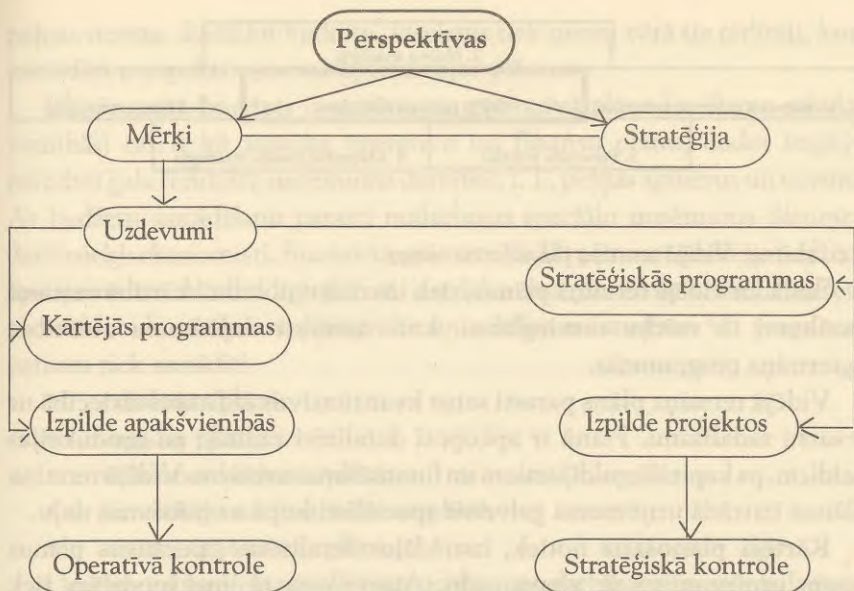 Perspektīvas
Mērķi
Stratēģija
Uzdevumi
Stratēģiskās programmas
Kārtējās programmas
Izpilde apakšvienībās
Izpilde projektos
Operatīvā kontrole
Stratēģiskā kontrole